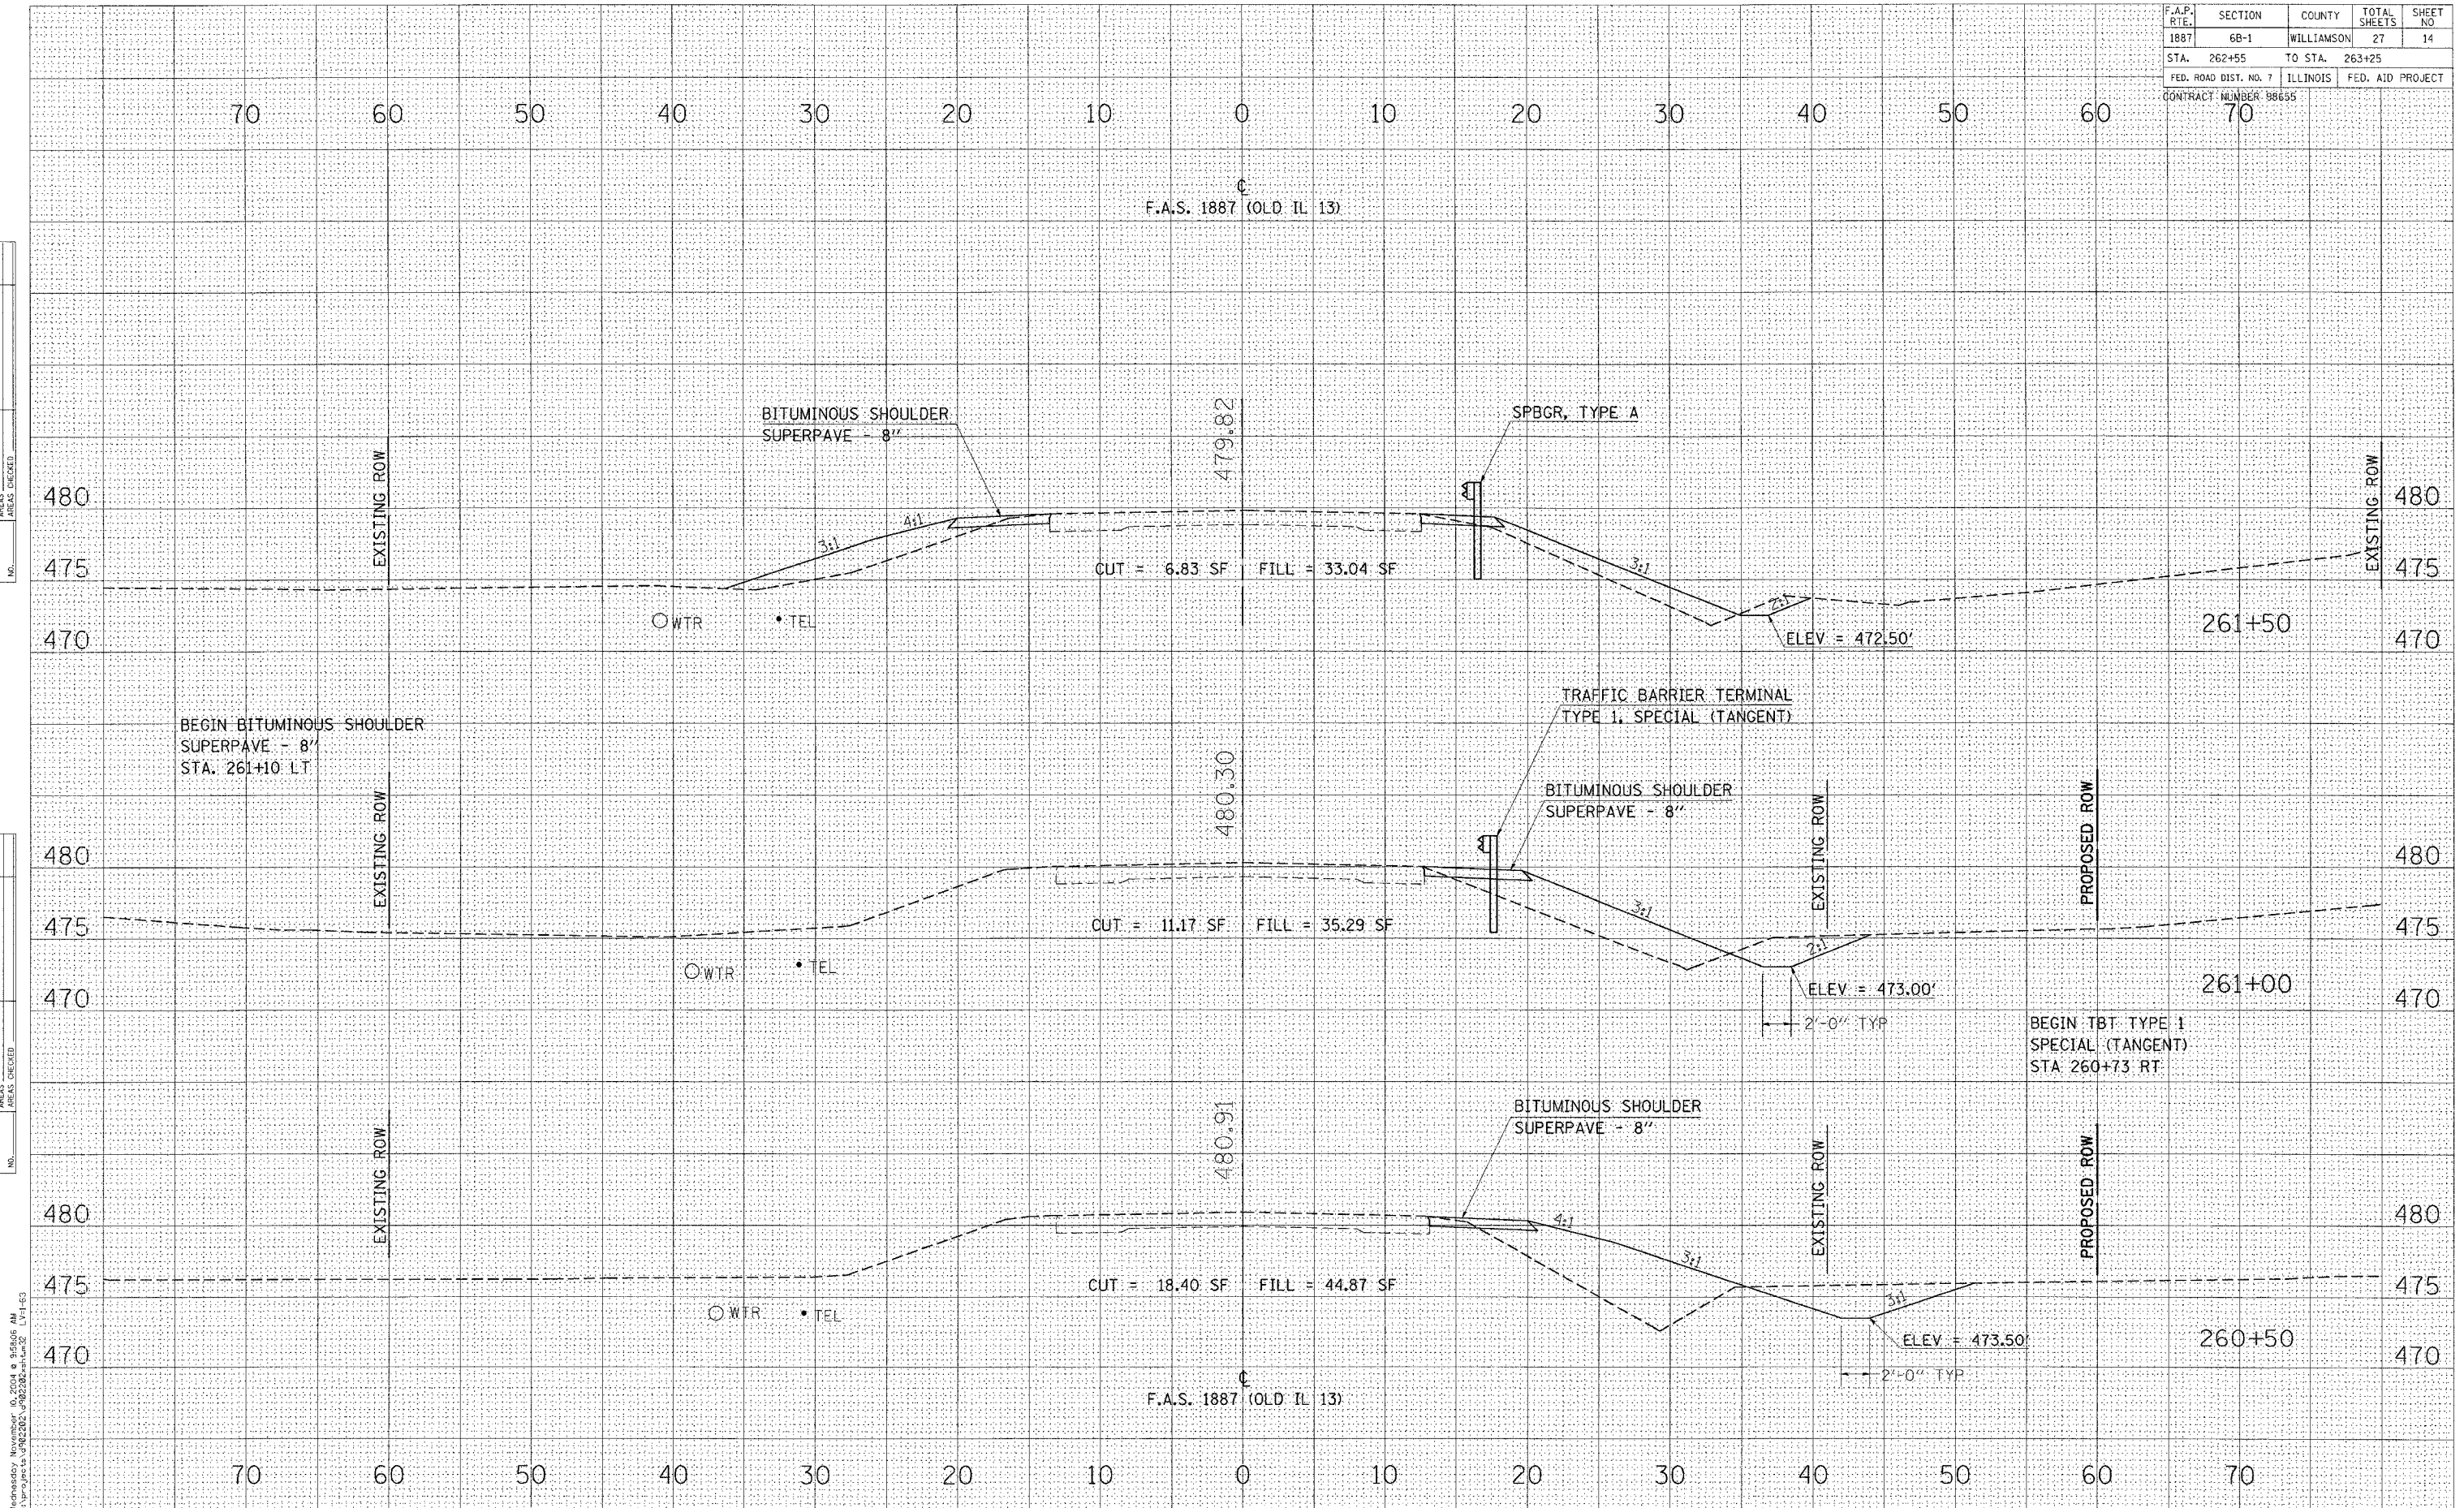 F.A.P. RTE. SECTION COUNTY TOTAL SHEETS SHEET NO
1887 6B-1 WILLIAMSON 27 14
STA. 262+55 TO STA. 263+25
FED. ROAD DIST. NO. 7 ILLINOIS FED. AID PROJECT
CONTRACT NUMBER 98655
70 60 50 40 30 20 10 0 10 20 30 40 50 60 70
℄
F.A.S. 1887 (OLD IL 13)
BITUMINOUS SHOULDER
SUPERPAVE - 8"
479.82
SPBGR, TYPE A
EXISTING ROW
EXISTING ROW
480 480
4:1
3:1
3:1
2:1
475 475
CUT = 6.83 SF FILL = 33.04 SF
WTR
TEL
261+50
ELEV = 472.50'
470 470
BEGIN BITUMINOUS SHOULDER
SUPERPAVE - 8"
STA. 261+10 LT
TRAFFIC BARRIER TERMINAL
TYPE 1, SPECIAL (TANGENT)
480.30
BITUMINOUS SHOULDER
SUPERPAVE - 8"
EXISTING ROW
EXISTING ROW
PROPOSED ROW
480 480
3:1
2:1
475 475
CUT = 11.17 SF FILL = 35.29 SF
WTR
TEL
261+00
ELEV = 473.00'
470 470
2'-0" TYP
BEGIN TBT TYPE 1
SPECIAL (TANGENT)
STA 260+73 RT
480.91
BITUMINOUS SHOULDER
SUPERPAVE - 8"
EXISTING ROW
EXISTING ROW
PROPOSED ROW
480 480
4:1
3:1
3:1
475 475
CUT = 18.40 SF FILL = 44.87 SF
WTR
TEL
260+50
ELEV = 473.50'
470 470
2'-0" TYP
℄
F.A.S. 1887 (OLD IL 13)
70 60 50 40 30 20 10 0 10 20 30 40 50 60 70
AREAS CHECKED
NO.
AREAS CHECKED
NO.